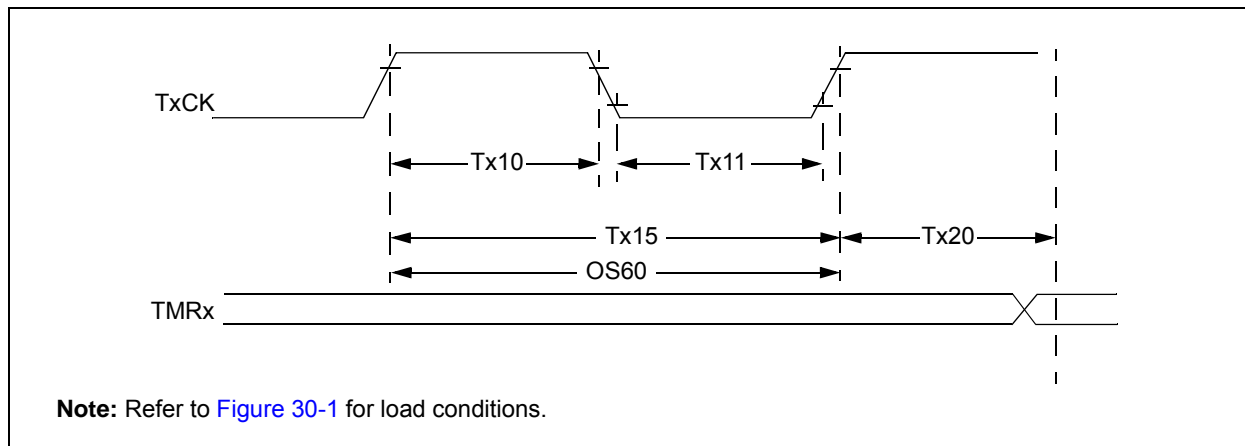 TxCK
Tx10
Tx11
Tx15
Tx20
OS60
TMRx
Note: Refer to Figure 30-1 for load conditions.